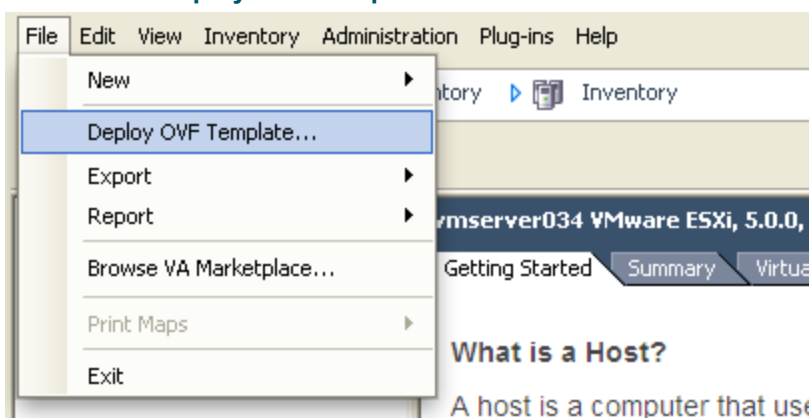 File Edit View Inventory Administration Plug-ins Help
New
Inventory
Deploy OVF Template...
Export
Report
vmserver034 VMware ESXi, 5.0.0,
Browse VA Marketplace...
Getting Started Summary
Print Maps
What is a Host?
Exit
A host is a computer that